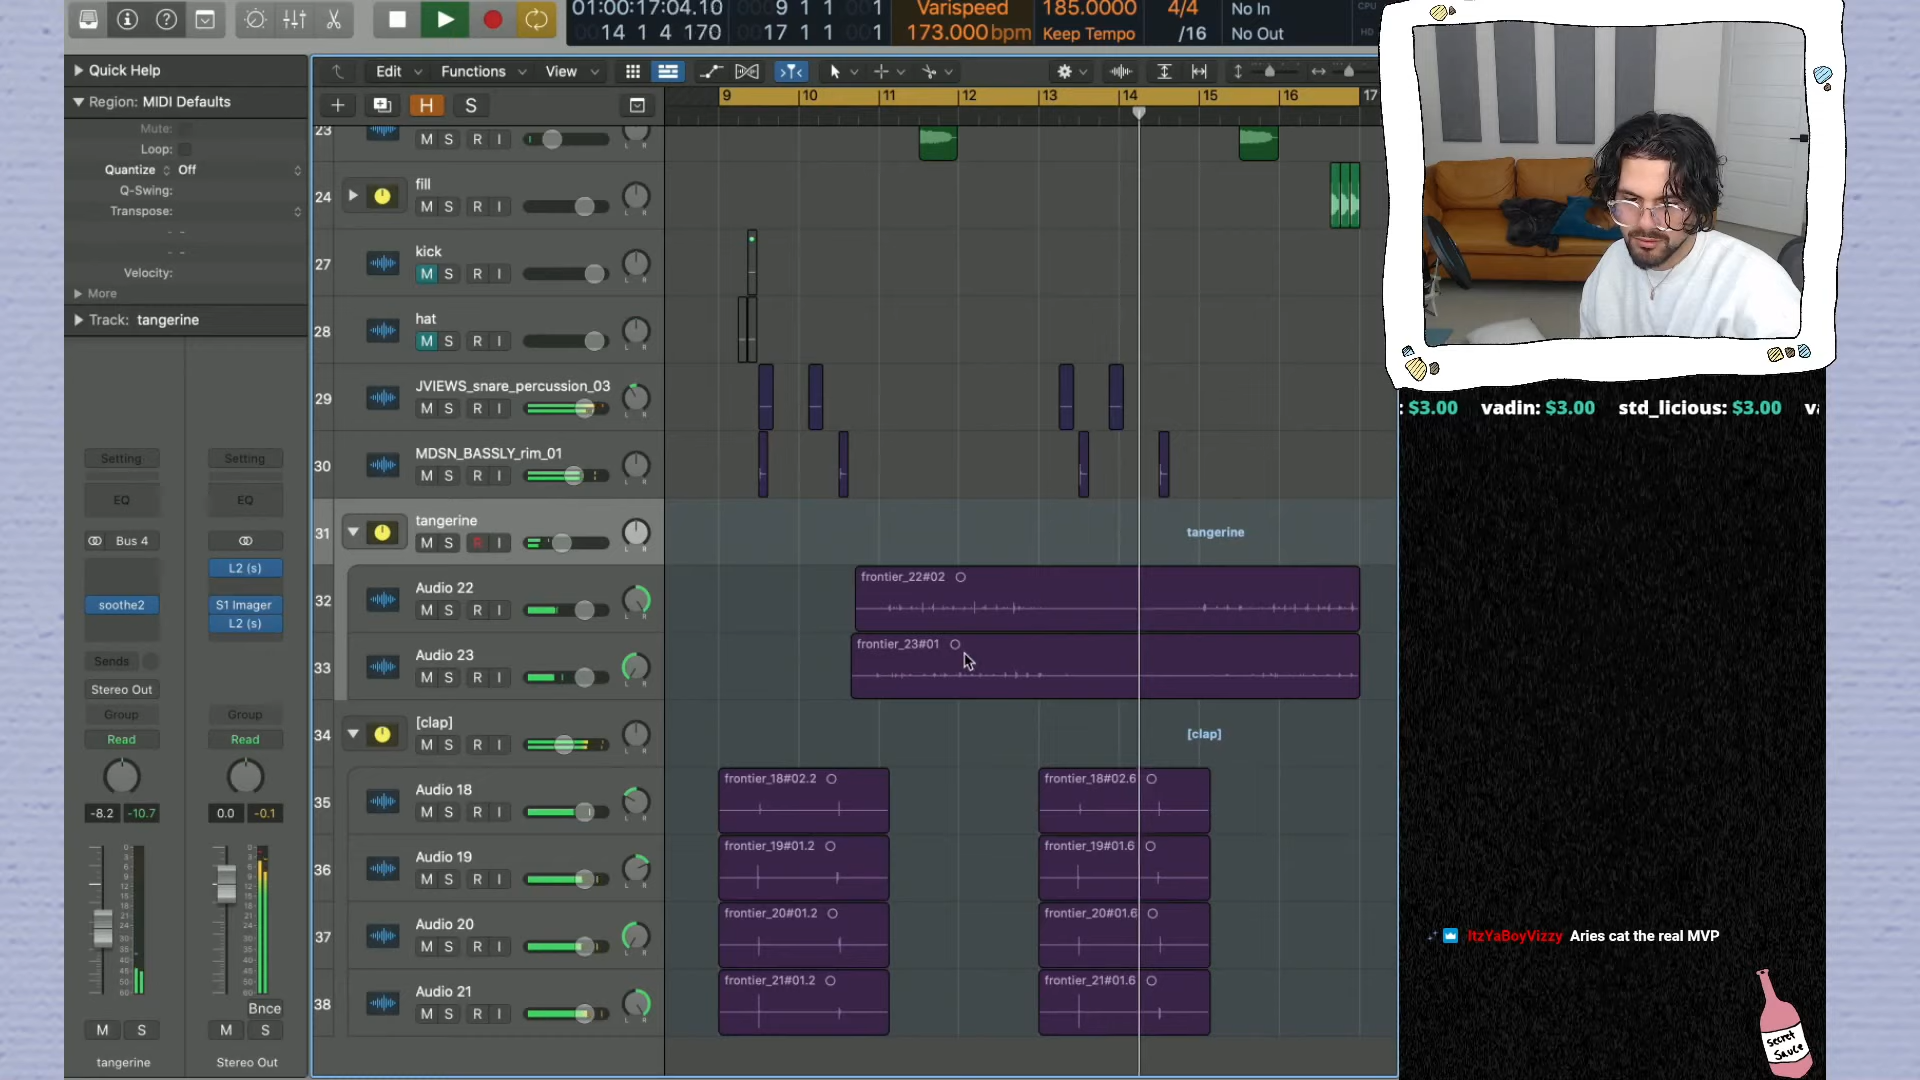 01:00:17:04.10
9 1 1 1
14 1 4 170
17 1 1 1
Varispeed
173.000bpm
185.0000
Keep Tempo
4/4
/16
No In
No Out
CPU
HD
Quick Help
Region: MIDI Defaults
Mute:
Loop:
Quantize Off
Q-Swing:
Transpose:
- -
- -
Velocity:
More
Track: tangerine
Edit
Functions
View
H
S
9 10 11 12 13 14 15 16 17
23
M S R I
24
fill
M S R I
27
kick
M S R I
28
hat
M S R I
29
JVIEWS_snare_percussion_03
M S R I
30
MDSN_BASSLY_rim_01
M S R I
31
tangerine
M S R I
tangerine
32
Audio 22
M S R I
frontier_22#02
33
Audio 23
M S R I
frontier_23#01
34
[clap]
M S R I
[clap]
35
Audio 18
M S R I
frontier_18#02.2
frontier_18#02.6
36
Audio 19
M S R I
frontier_19#01.2
frontier_19#01.6
37
Audio 20
M S R I
frontier_20#01.2
frontier_20#01.6
38
Audio 21
M S R I
frontier_21#01.2
frontier_21#01.6
Setting
Setting
EQ
EQ
Bus 4
L2 (s)
soothe2
S1 Imager
L2 (s)
Sends
Stereo Out
Group
Group
Read
Read
-8.2 -10.7
0.0 -0.1
Bnce
M S
M S
tangerine
Stereo Out
: $3.00 vadin: $3.00 std_licious: $3.00 va
ItzYaBoyVizzy Aries cat the real MVP
secret
sauce